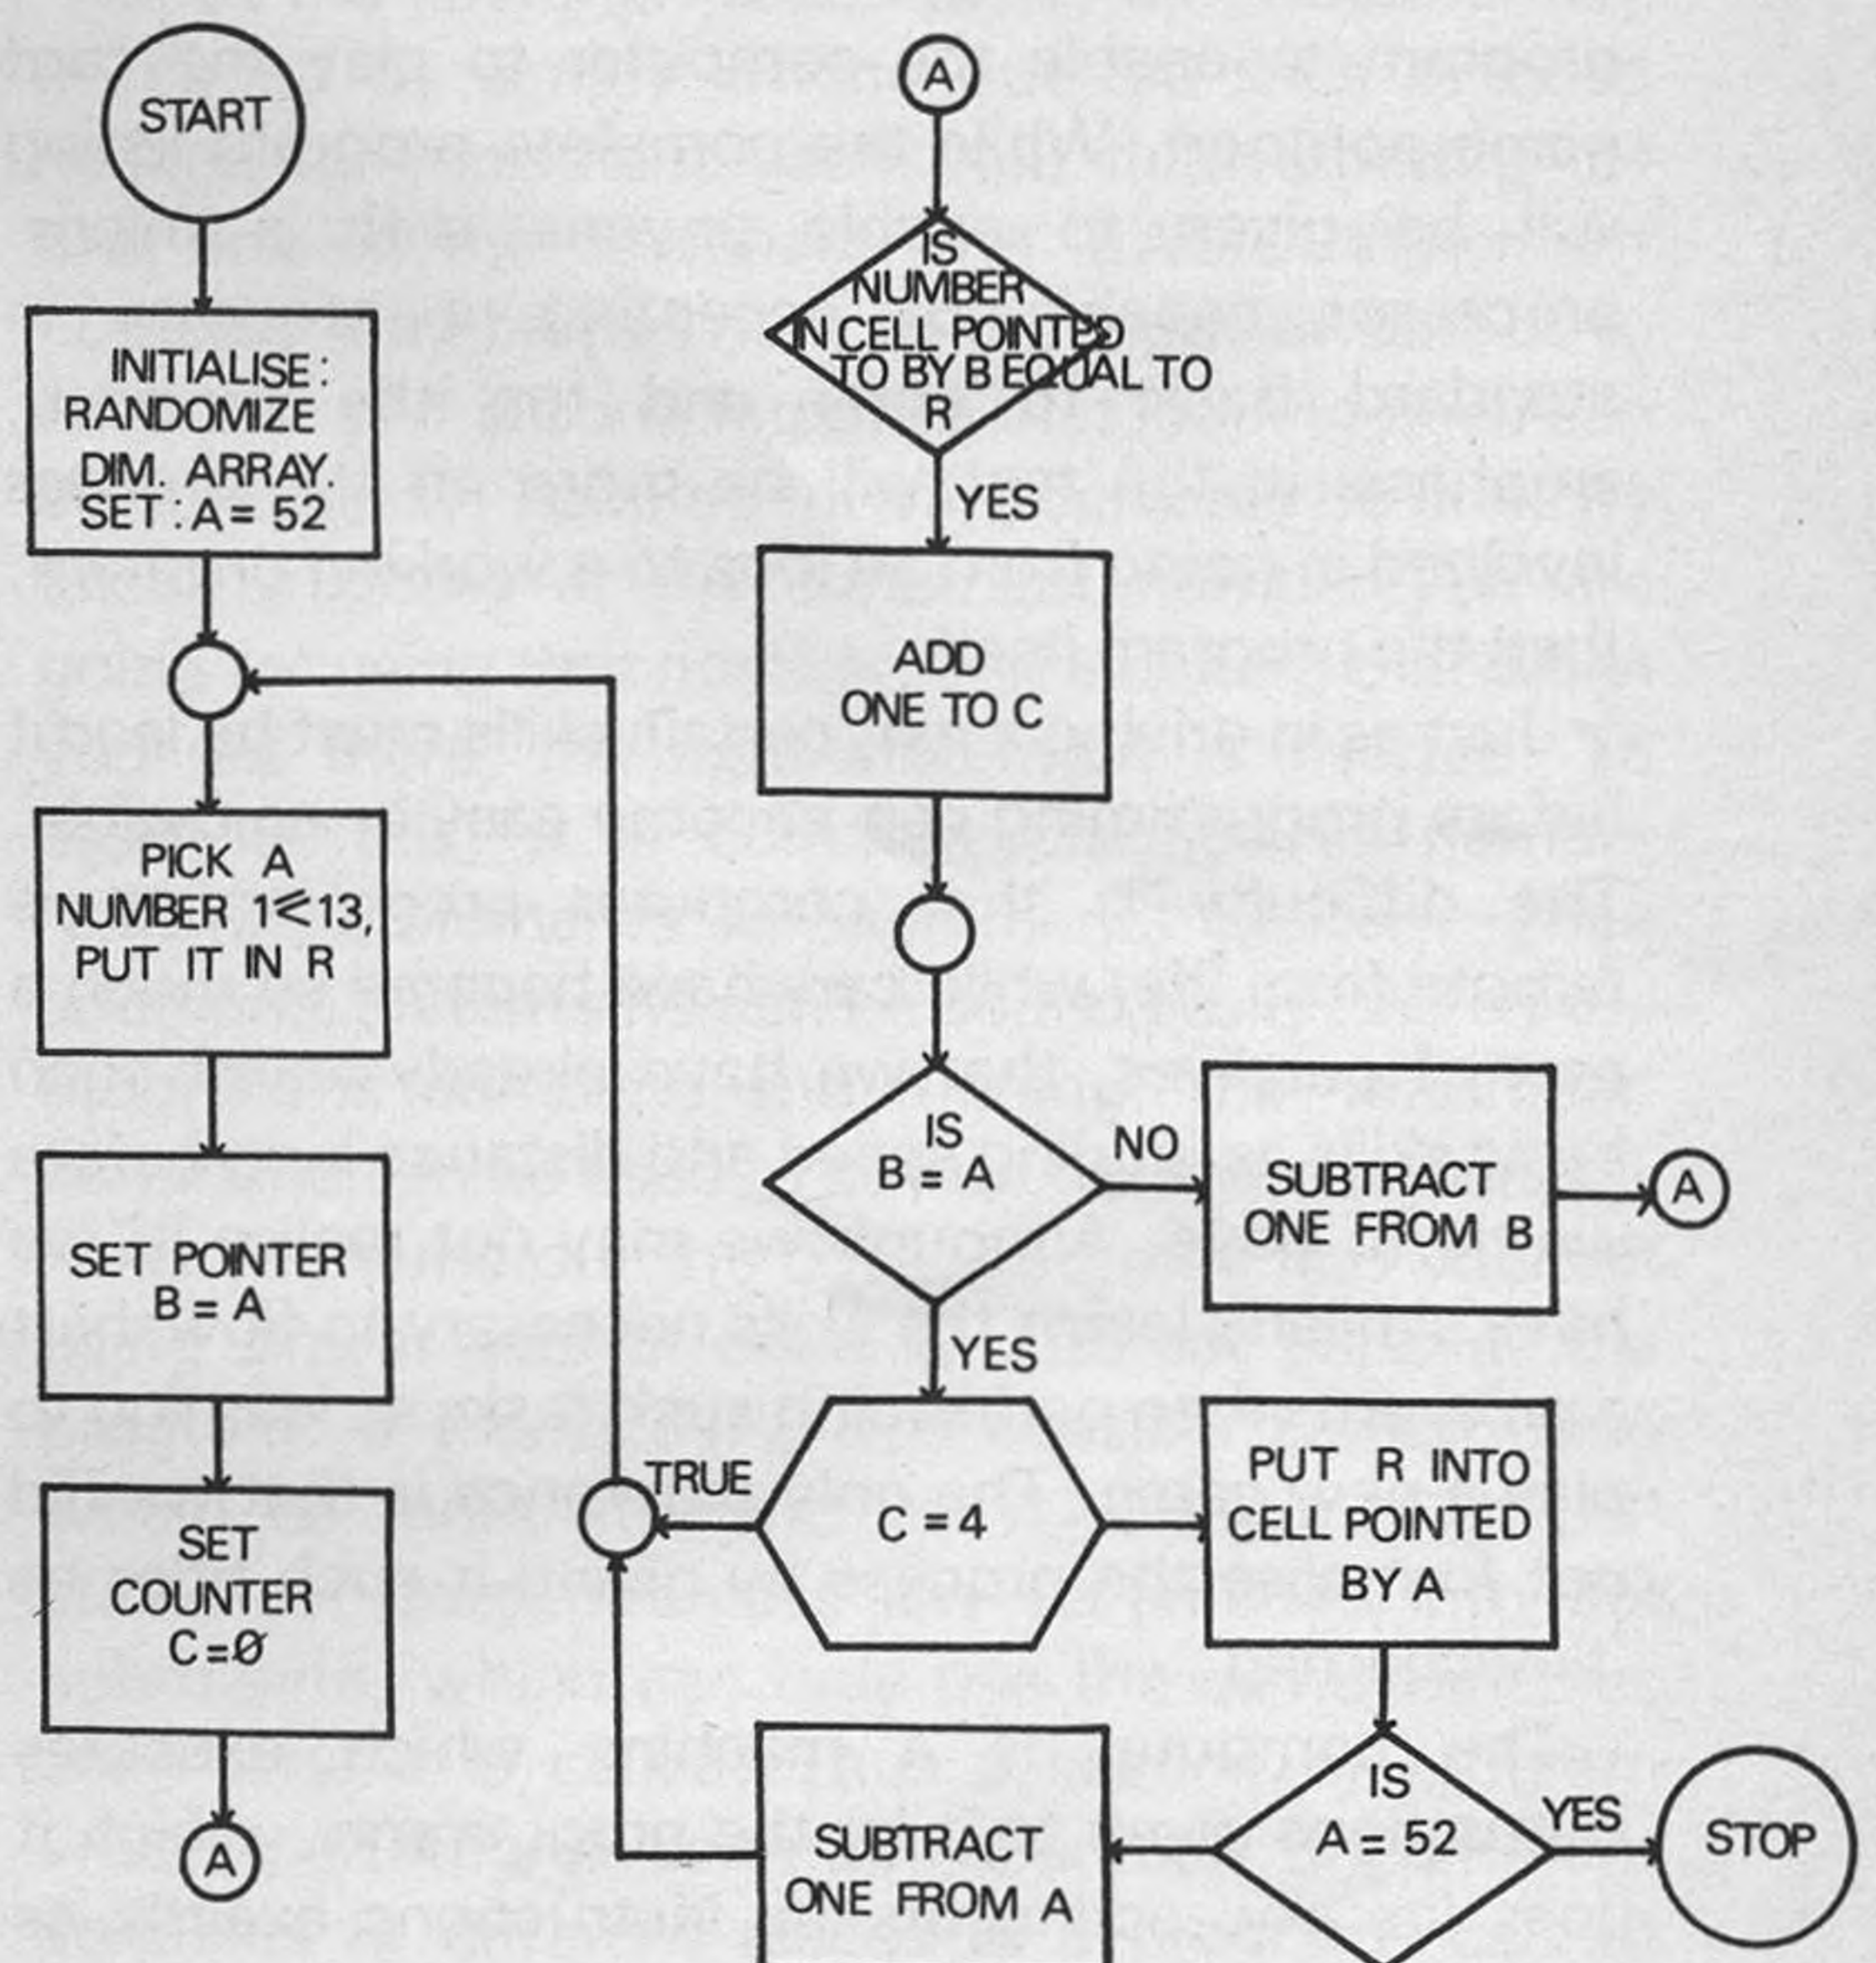 START
INITIALISE:
RANDOMIZE
DIM. ARRAY.
SET: A = 52
PICK A
NUMBER 1⩽13,
PUT IT IN R
SET POINTER
B = A
SET
COUNTER
C = Ø
A
A
IS
NUMBER
IN CELL POINTED
TO BY B EQUAL TO
R
YES
ADD
ONE TO C
IS
B = A
NO
SUBTRACT
ONE FROM B
A
YES
TRUE
C = 4
PUT R INTO
CELL POINTED
BY A
IS
A = 52
YES
STOP
SUBTRACT
ONE FROM A